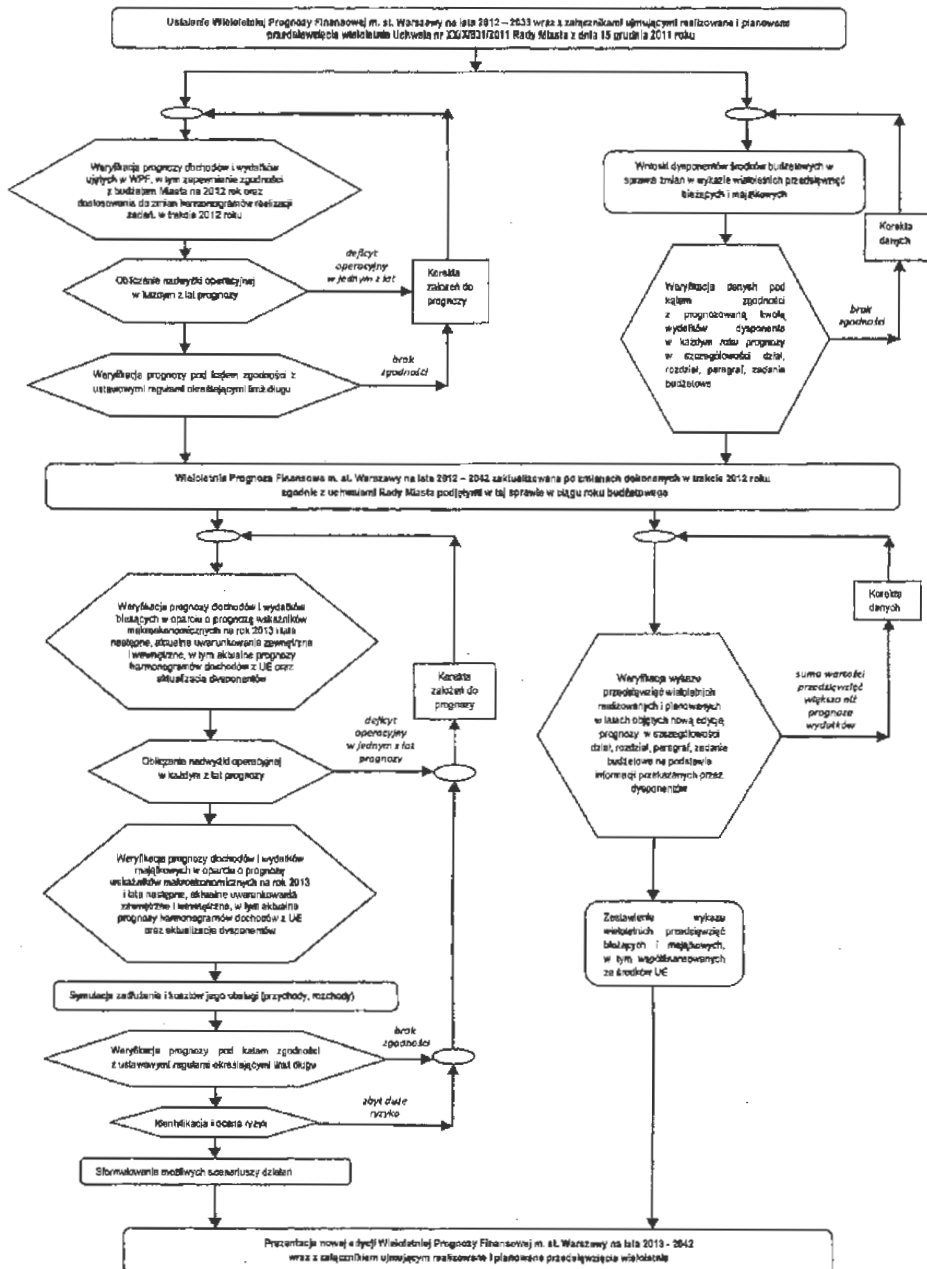 Ustalenie Wieloletniej Prognozy Finansowej m. st. Warszawy na lata 2012 – 2033 wraz z załącznikami ujmującymi realizowane i planowane
przedsięwzięcia wieloletnie Uchwała nr 2011 Rady Miasta z dnia 15 grudnia 2011 roku
Weryfikacja prognozy dochodów i wydatków
ujętych w WPF, w tym zapewnienie zgodności
z budżetem Miasta na 2012 rok oraz
dostosowania do zmian harmonogramów realizacji
zadań, w trakcie 2012 roku
Wnioski dysponentów środków budżetowych w
sprawie zmian w wykazie wieloletnich przedsięwzięć
bieżących i majątkowych
Korekta
danych
deficyt
operacyjny
w jednym z lat
Obliczanie nadwyżki operacyjnej
w każdym z lat prognozy
Korekta
założeń do
prognozy
Weryfikacja danych pod
kątem zgodności
z prognozowaną kwotą
wydatków dysponenta
w każdym roku prognozy
w szczególności dział,
rozdział, paragraf, zadanie
budżetowe
brak
zgodności
brak
zgodności
Weryfikacja prognozy pod kątem zgodności z
ustawowymi regułami określającymi limit długu
Wieloletnia Prognoza Finansowa m. st. Warszawy na lata 2012 – 2042 zaktualizowana po zmianach dokonanych w trakcie 2012 roku
zgodnie z uchwałami Rady Miasta podjętymi w tej sprawie w ciągu roku budżetowego
Weryfikacja prognozy dochodów i wydatków
bieżących w oparciu o prognozę wskaźników
makroekonomicznych na rok 2013 i lata
następne, aktualne uwarunkowania zewnętrzne
i wewnętrzne, w tym aktualne prognozy
harmonogramów dochodów z UE oraz
aktualizacje dysponentów
Korekta
danych
Korekta
założeń do
prognozy
deficyt
operacyjny
w jednym z lat
prognozy
Obliczanie nadwyżki operacyjnej
w każdym z lat prognozy
Weryfikacja wykazu
przedsięwzięć wieloletnich
realizowanych i planowanych
w latach objętych nową edycją
prognozy w szczególności
dział, rozdział, paragraf, zadanie
budżetowe na podstawie
informacji przekazanych przez
dysponentów
suma wartości
przedsięwzięć
większa niż
prognoza
wydatków
Weryfikacja prognozy dochodów i wydatków
majątkowych w oparciu o prognozę
wskaźników makroekonomicznych na rok 2013
i lata następne, aktualne uwarunkowania
zewnętrzne i wewnętrzne, w tym aktualne
prognozy harmonogramów dochodów z UE
oraz aktualizacje dysponentów
Zestawienie wykazu
wieloletnich przedsięwzięć
bieżących i majątkowych,
w tym współfinansowanych
ze środków UE
Symulacja zadłużenia i kosztów jego obsługi (przychody, rozchody)
brak
zgodności
Weryfikacja prognozy pod kątem zgodności
z ustawowymi regułami określającymi limit długu
zbyt duże
ryzyko
Identyfikacja i ocena ryzyk
Sformułowanie możliwych scenariuszy działań
Prezentacja nowej edycji Wieloletniej Prognozy Finansowej m. st. Warszawy na lata 2013 - 2042
wraz z załącznikiem ujmującym realizowane i planowane przedsięwzięcia wieloletnie